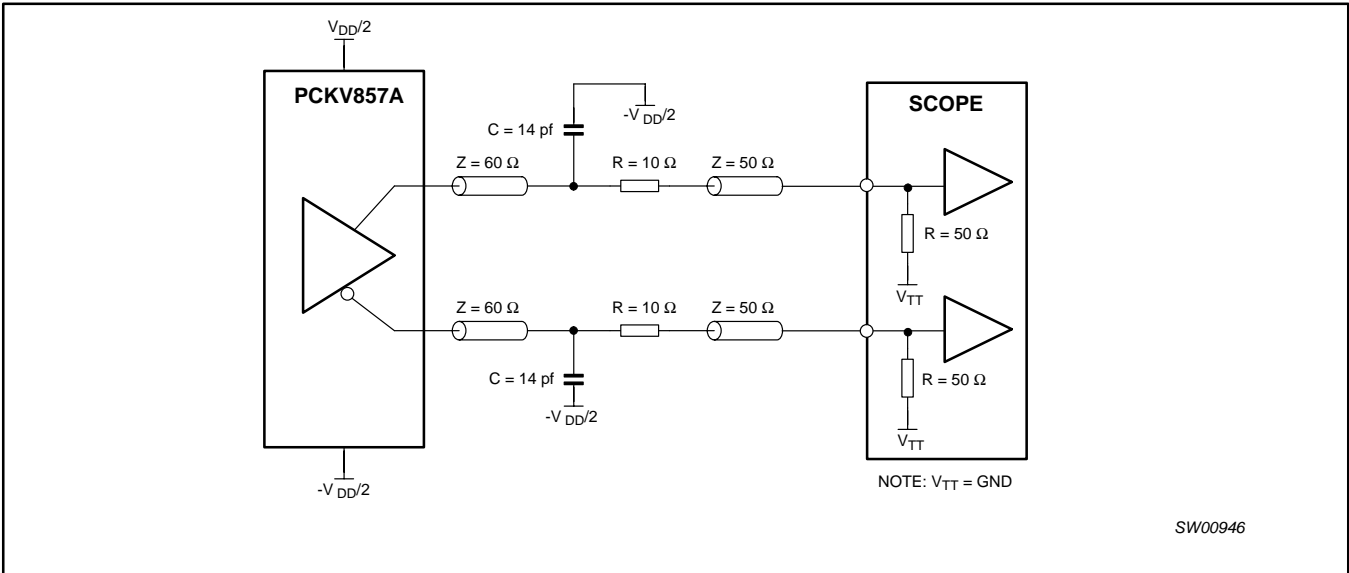 VDD/2
PCKV857A
SCOPE
-VDD/2
C = 14 pf
Z = 60 Ω
R = 10 Ω
Z = 50 Ω
R = 50 Ω
VTT
Z = 60 Ω
R = 10 Ω
Z = 50 Ω
C = 14 pf
R = 50 Ω
-VDD/2
VTT
-VDD/2
NOTE: VTT = GND
SW00946